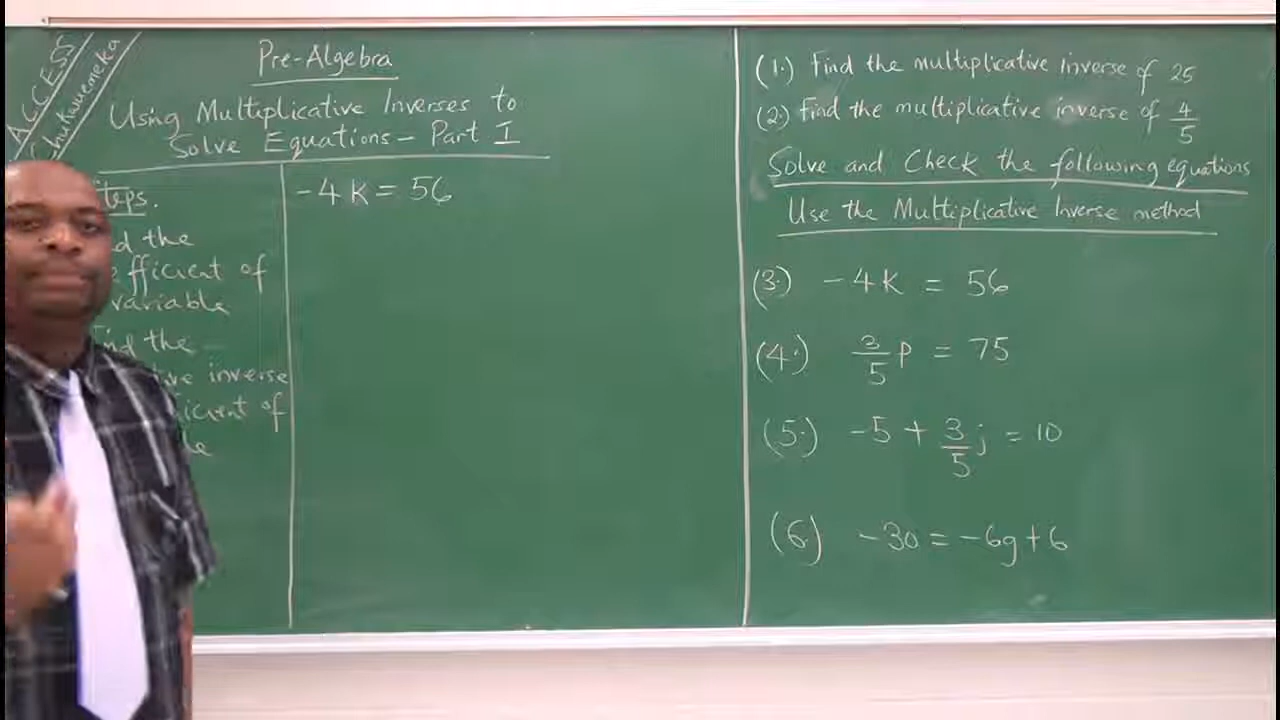 ACCESS
Pre-Algebra
Using Multiplicative Inverses to
Solve Equations - Part I
-4K = 56
the
of
variable
the
inverse
of
(1.) Find the multiplicative inverse of 25
(2.) Find the multiplicative inverse of 4/5
Solve and Check the following equations
Use the Multiplicative Inverse method
(3.) -4K = 56
(4.) 3/5 P = 75
(5.) -5 + 3/5 j = 10
(6) -30 = -6g + 6